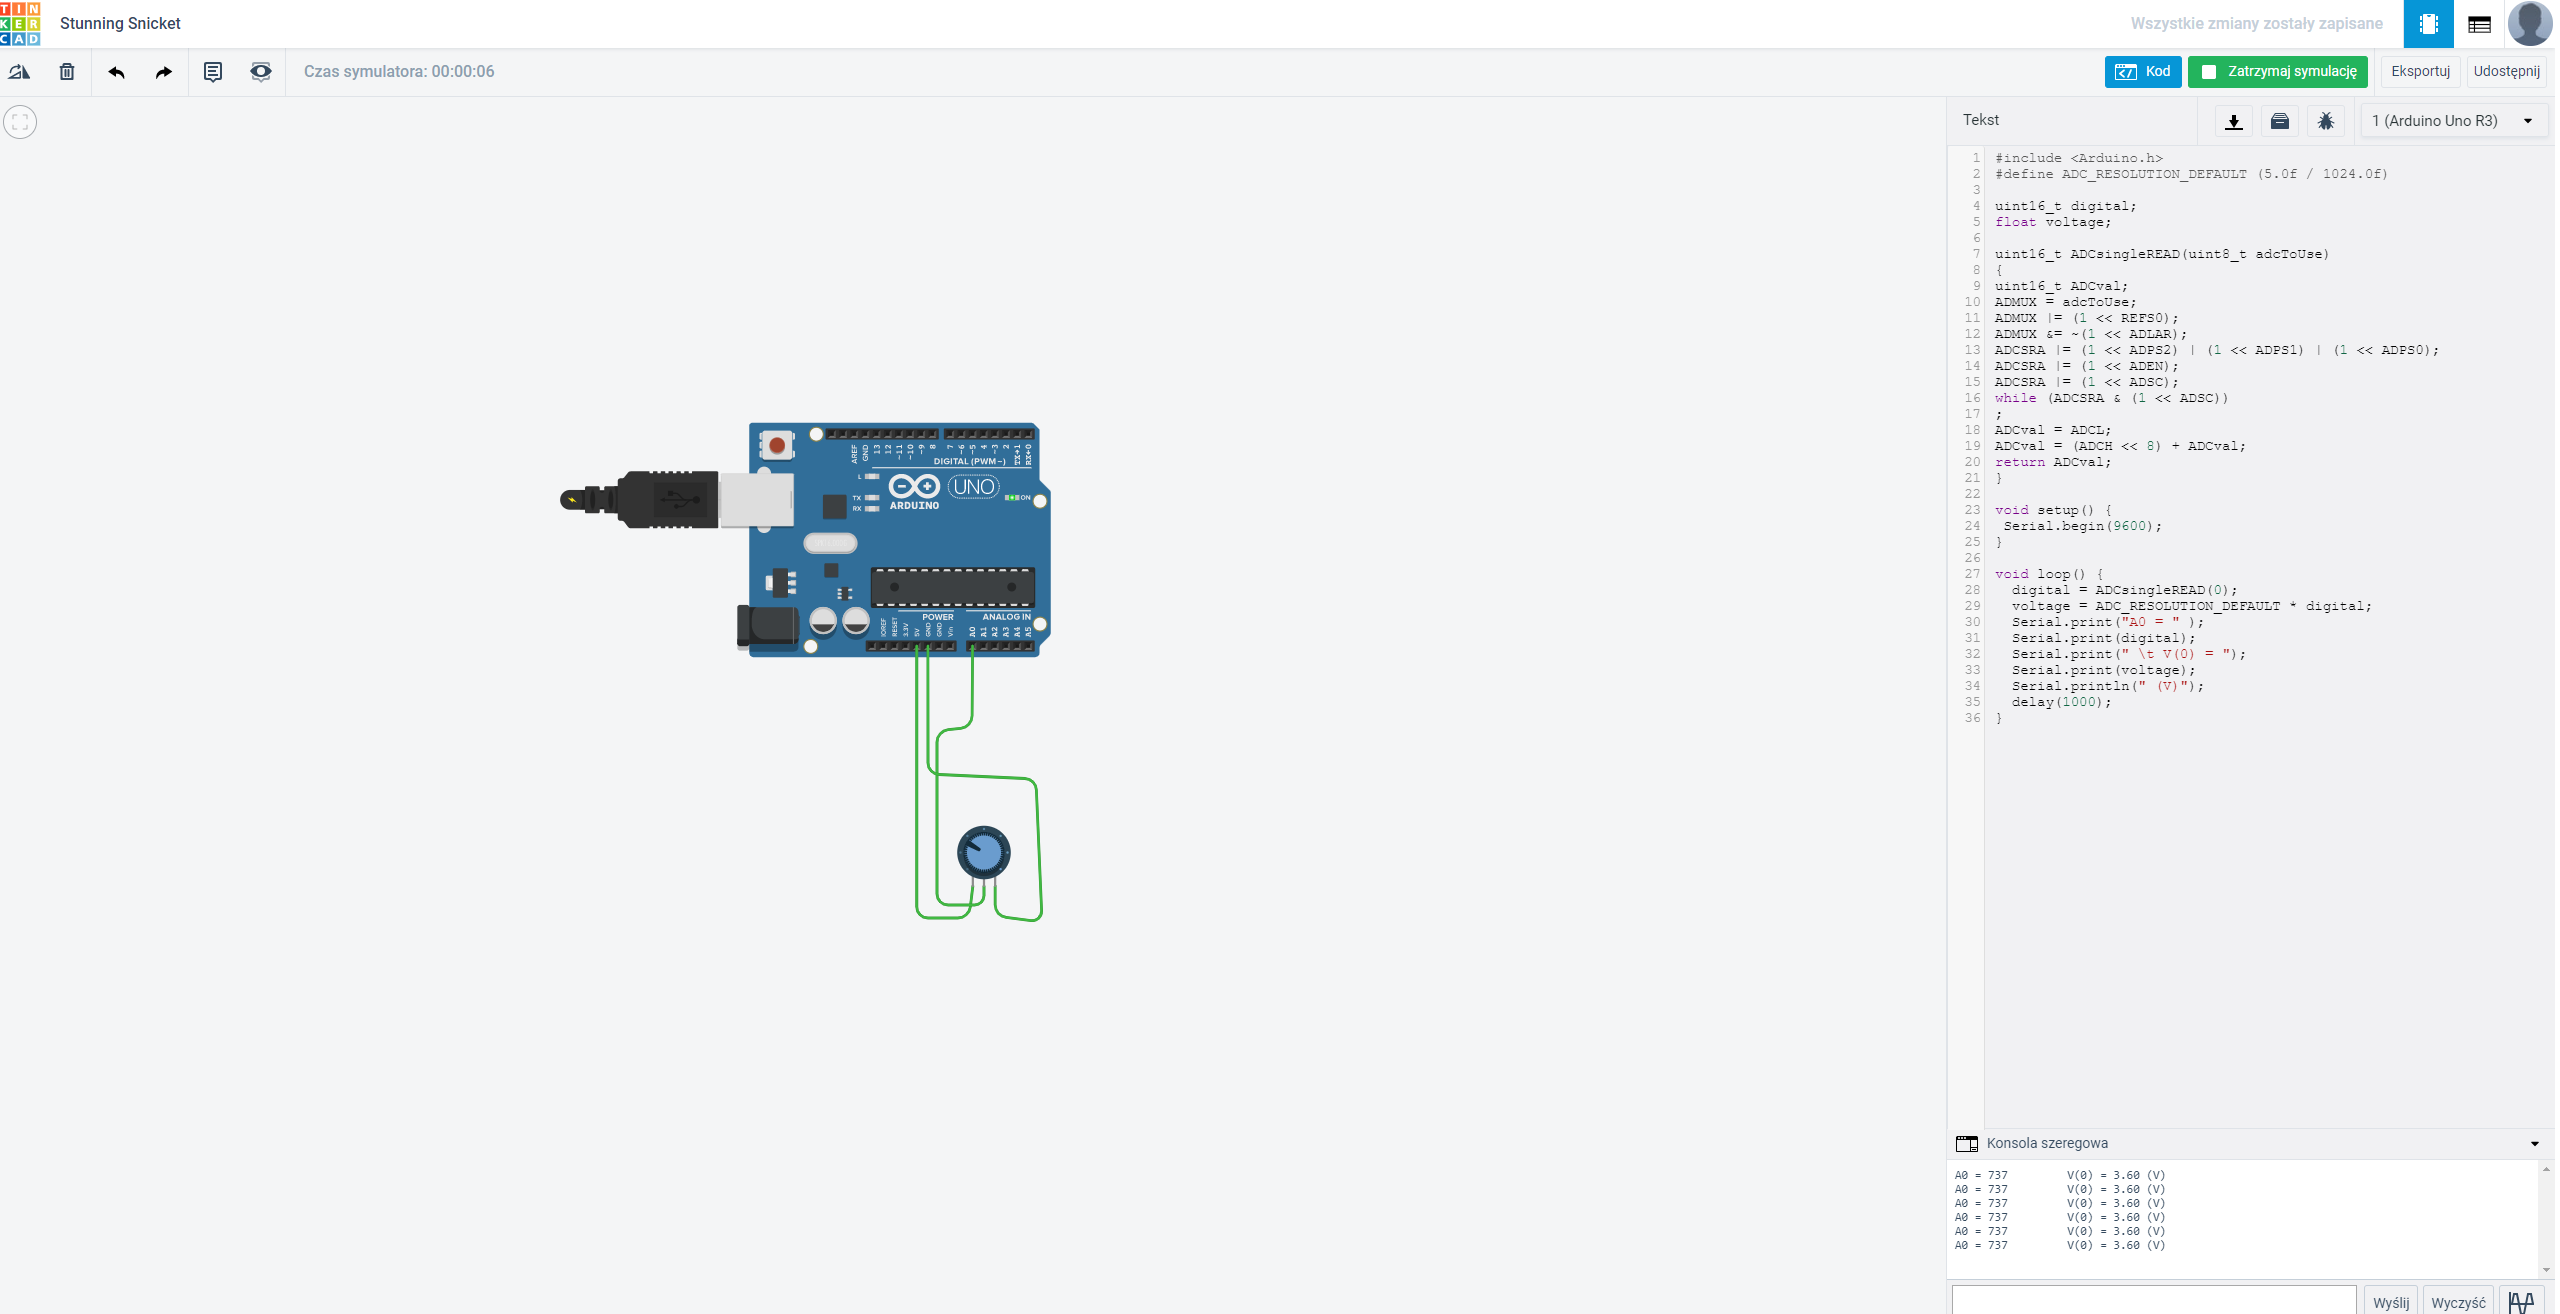 TIN
KER
CAD
Stunning Snicket
Wszystkie zmiany zostały zapisane
Czas symulatora: 00:00:06
Kod
Zatrzymaj symulację
Eksportuj
Udostępnij
Tekst
1 (Arduino Uno R3)
1 #include <Arduino.h>
2 #define ADC_RESOLUTION_DEFAULT (5.0f / 1024.0f)
3
4 uint16_t digital;
5 float voltage;
6
7 uint16_t ADCsingleREAD(uint8_t adcToUse)
8 {
9 uint16_t ADCval;
10 ADMUX = adcToUse;
11 ADMUX |= (1 << REFS0);
12 ADMUX &= ~(1 << ADLAR);
13 ADCSRA |= (1 << ADPS2) | (1 << ADPS1) | (1 << ADPS0);
14 ADCSRA |= (1 << ADEN);
15 ADCSRA |= (1 << ADSC);
16 while (ADCSRA & (1 << ADSC))
17 ;
18 ADCval = ADCL;
19 ADCval = (ADCH << 8) + ADCval;
20 return ADCval;
21 }
22
23 void setup() {
24  Serial.begin(9600);
25 }
26
27 void loop() {
28   digital = ADCsingleREAD(0);
29   voltage = ADC_RESOLUTION_DEFAULT * digital;
30   Serial.print("A0 = " );
31   Serial.print(digital);
32   Serial.print(" \t V(0) = ");
33   Serial.print(voltage);
34   Serial.println(" (V)");
35   delay(1000);
36 }
AREF
GND
13
12
~11
~10
~9
8
7
~6
~5
4
~3
2
TX→1
RX←0
DIGITAL (PWM~)
L
TX
RX
ARDUINO
UNO
ON
POWER
ANALOG IN
IOREF
RESET
3.3V
5V
GND
GND
Vin
A0
A1
A2
A3
A4
A5
Konsola szeregowa
A0 = 737 V(0) = 3.60 (V)
A0 = 737 V(0) = 3.60 (V)
A0 = 737 V(0) = 3.60 (V)
A0 = 737 V(0) = 3.60 (V)
A0 = 737 V(0) = 3.60 (V)
A0 = 737 V(0) = 3.60 (V)
Wyślij
Wyczyść